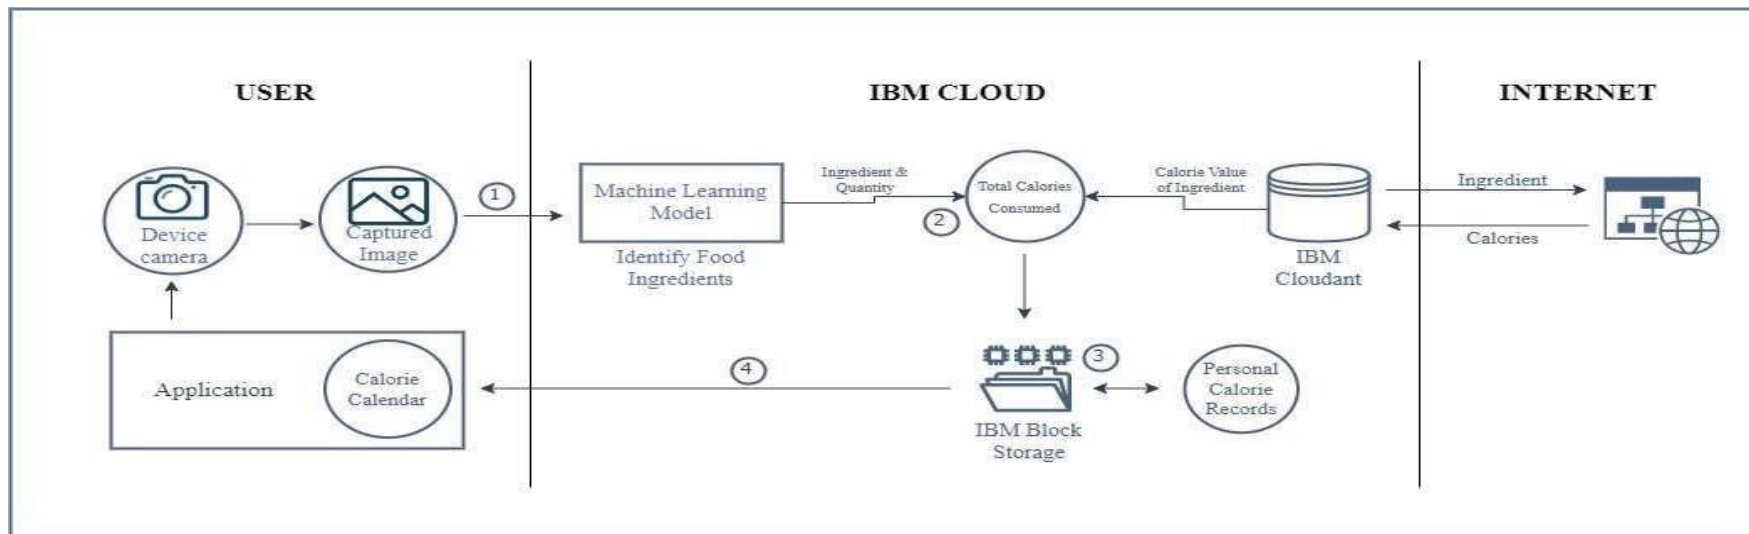 USER
IBM CLOUD
INTERNET
Device
camera
Captured
Image
1
Machine Learning
Model
Identify Food
Ingredients
Ingredient &
Quantity
Total Calories
Consumed
2
Calorie Value
of Ingredient
IBM
Cloudant
Ingredient
Calories
Application
Calorie
Calendar
4
3
IBM Block
Storage
Personal
Calorie
Records